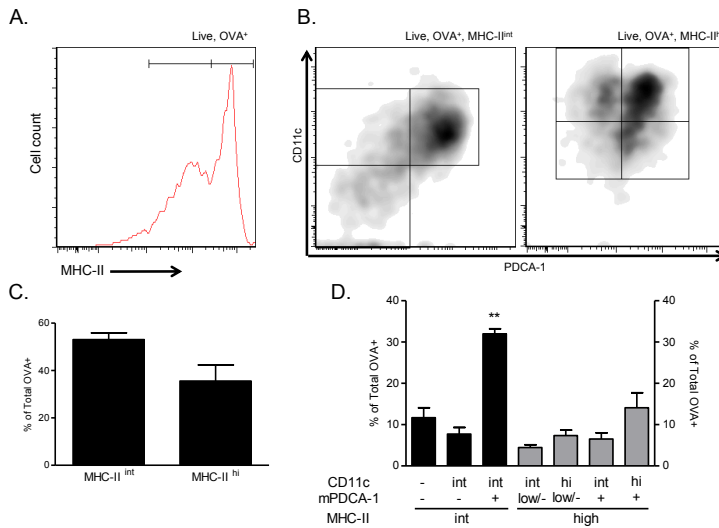 A.
Live, OVA⁺
Cell count
MHC-II
B.
Live, OVA⁺, MHC-IIⁱⁿᵗ
Live, OVA⁺, MHC-IIʰ
CD11c
PDCA-1
C.
% of Total OVA+
60
40
20
0
MHC-II ⁱⁿᵗ
MHC-II ʰⁱ
D.
% of Total OVA+
40
30
20
10
0
**
40
30
20
10
0
% of Total OVA+
CD11c - int int int hi int hi
mPDCA-1 - - + low/- low/- + +
MHC-II int high